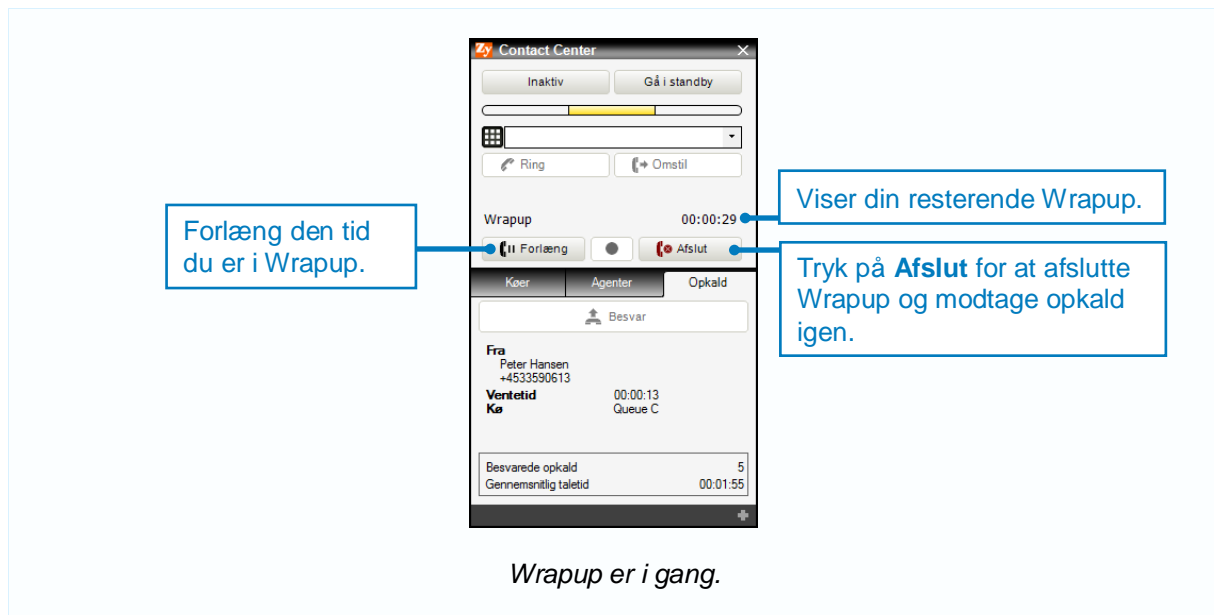 Zy Contact Center
Inaktiv Gå i standby
Ring Omstil
Wrapup 00:00:29
Forlæng Afslut
Køer Agenter Opkald
Besvar
Fra
Peter Hansen
+4533590613
Ventetid 00:00:13
Kø Queue C
Besvarede opkald 5
Gennemsnitlig taletid 00:01:55
Forlæng den tid
du er i Wrapup.
Viser din resterende Wrapup.
Tryk på Afslut for at afslutte
Wrapup og modtage opkald
igen.
Wrapup er i gang.